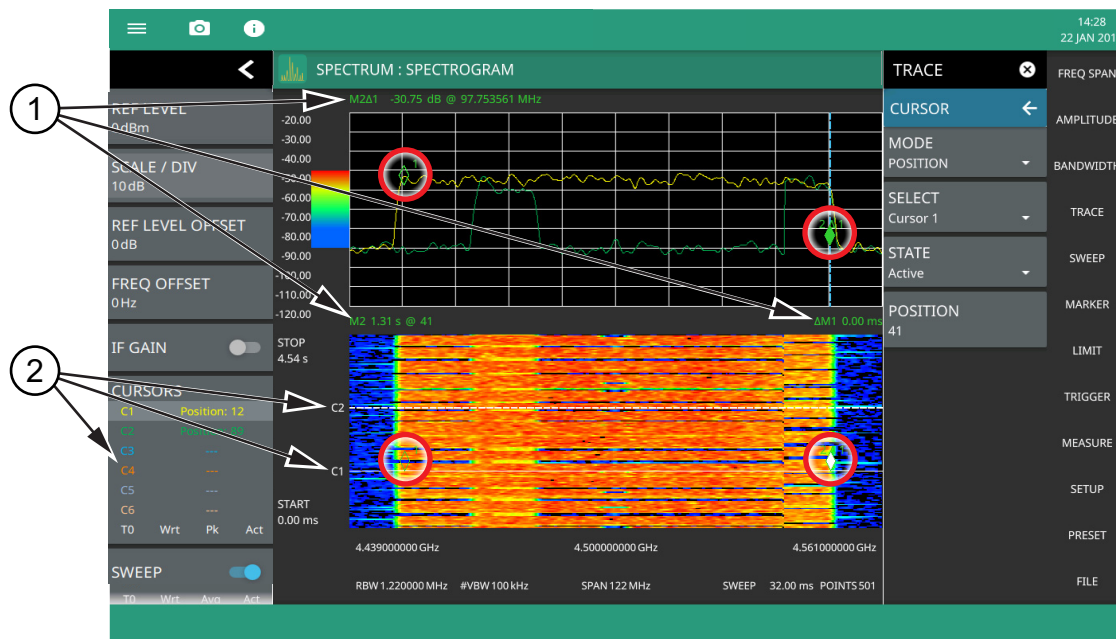 14:28
22 JAN 201
SPECTRUM : SPECTROGRAM
1
2
REF LEVEL
0 dBm
SCALE / DIV
10 dB
REF LEVEL OFFSET
0 dB
FREQ OFFSET
0 Hz
IF GAIN
CURSORS
C1 Position: 12
C2 Position: 89
C3 ---
C4 ---
C5 ---
C6 ---
T0 Wrt Pk Act
SWEEP
T0 Wrt Avg Act
M2Δ1 -30.75 dB @ 97.753561 MHz
-20.00
-30.00
-40.00
-50.00
-60.00
-70.00
-80.00
-90.00
-100.00
-110.00
-120.00
1
M2 1.31 s @ 41
ΔM1 0.00 ms
STOP
4.54 s
C2
C1
START
0.00 ms
4.439000000 GHz
4.500000000 GHz
4.561000000 GHz
RBW 1.220000 MHz #VBW 100 kHz SPAN 122 MHz SWEEP 32.00 ms POINTS 501
TRACE
CURSOR
MODE
POSITION
SELECT
Cursor 1
STATE
Active
POSITION
41
FREQ SPAN
AMPLITUDE
BANDWIDTH
TRACE
SWEEP
MARKER
LIMIT
TRIGGER
MEASURE
SETUP
PRESET
FILE